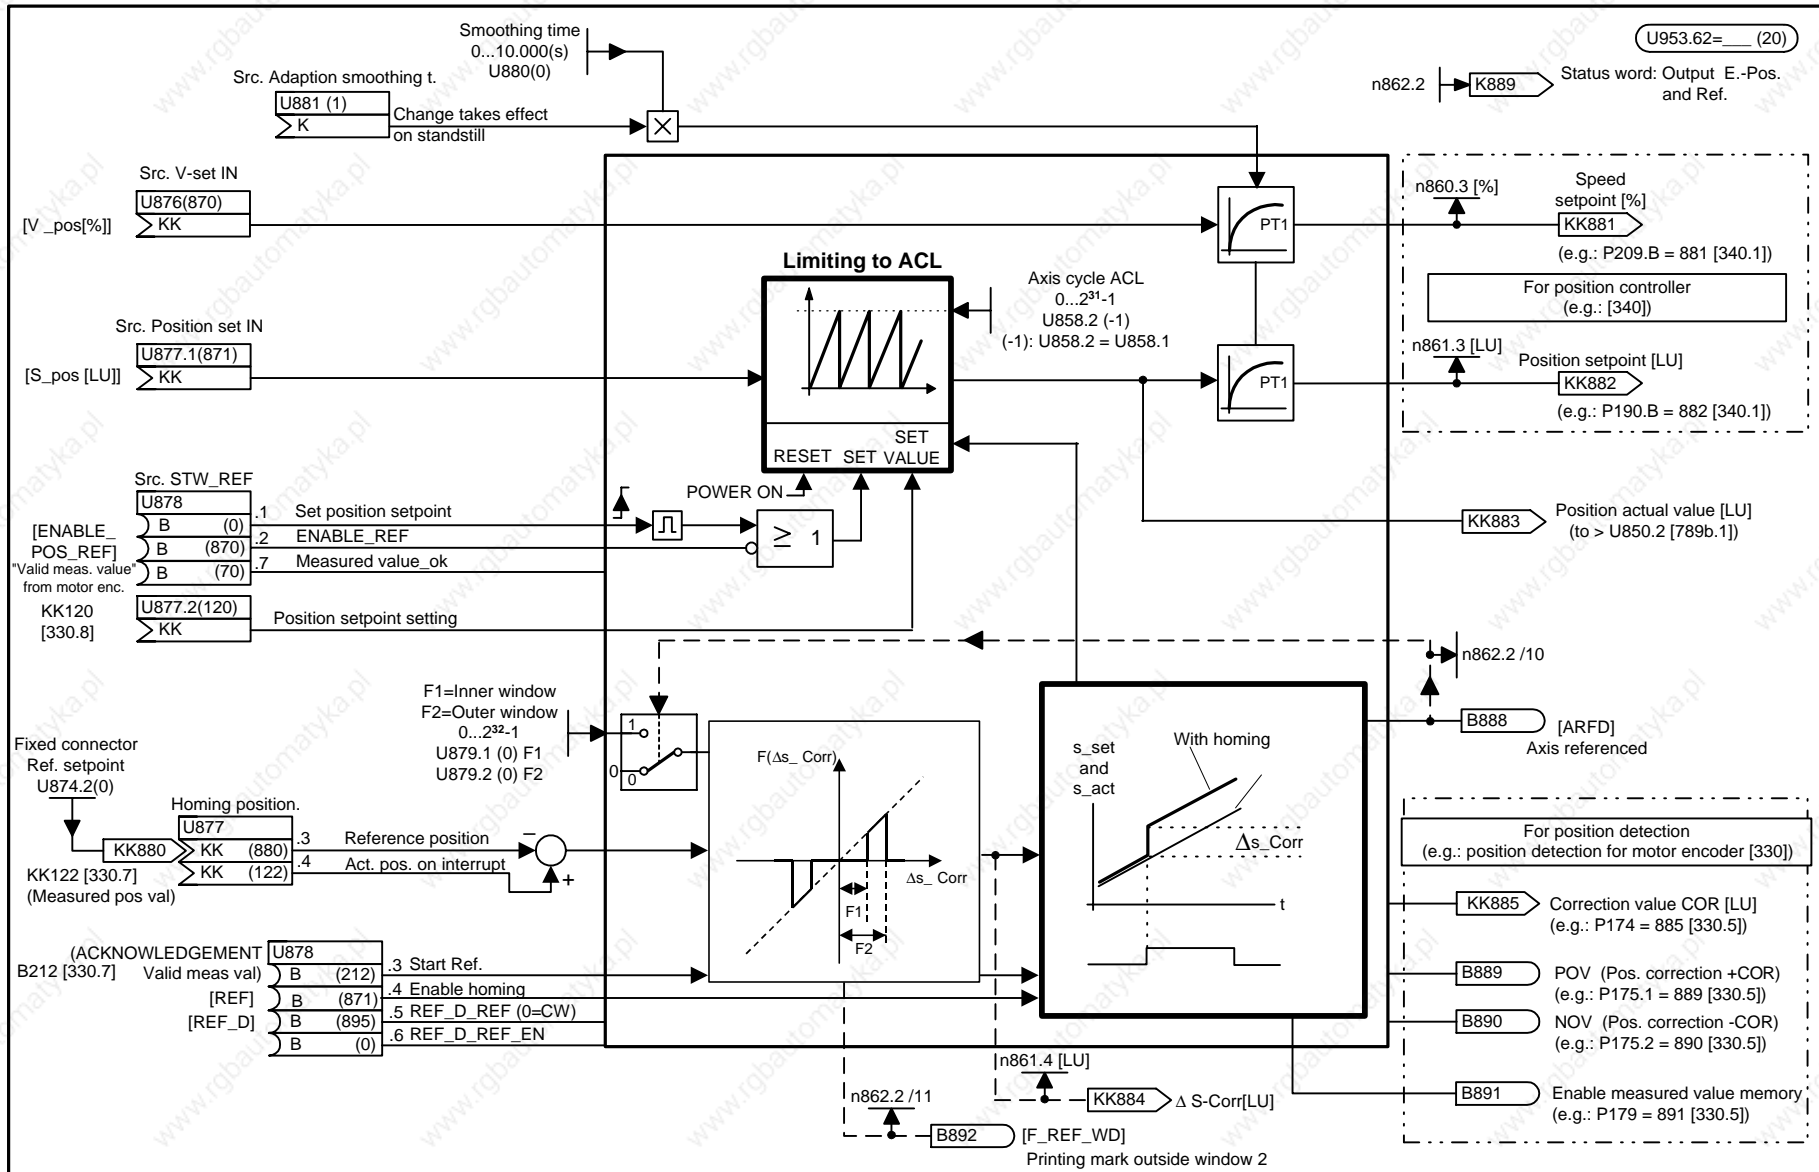 Smoothing time
0...10.000(s)
U880(0)
U953.62=___ (20)
n862.2
K889
Status word: Output E.-Pos.
and Ref.
Src. Adaption smoothing t.
U881 (1)
K
Change takes effect
on standstill
Src. V-set IN
U876(870)
KK
[V _pos[%]]
PT1
n860.3 [%]
Speed
setpoint [%]
KK881
(e.g.: P209.B = 881 [340.1])
For position controller
(e.g.: [340])
Limiting to ACL
Axis cycle ACL
0...2³¹-1
U858.2 (-1)
(-1): U858.2 = U858.1
Src. Position set IN
U877.1(871)
KK
[S_pos [LU]]
PT1
n861.3 [LU]
Position setpoint [LU]
KK882
(e.g.: P190.B = 882 [340.1])
RESET
SET
SET
VALUE
POWER ON
Src. STW_REF
U878
B (0)
B (870)
B (70)
[ENABLE_
POS_REF]
"Valid meas. value"
from motor enc.
.1 Set position setpoint
.2 ENABLE_REF
.7 Measured value_ok
≥ 1
KK883
Position actual value [LU]
(to > U850.2 [789b.1])
KK120
[330.8]
U877.2(120)
KK
Position setpoint setting
n862.2 /10
B888
[ARFD]
Axis referenced
F1=Inner window
F2=Outer window
0...2³²-1
U879.1 (0) F1
U879.2 (0) F2
1
0
0
F(Δs_ Corr)
Δs_ Corr
F1
F2
s_set
and
s_act
With homing
Δs_Corr
t
Fixed connector
Ref. setpoint
U874.2(0)
KK880
Homing position.
U877
KK (880)
KK (122)
.3 Reference position
.4 Act. pos. on interrupt
−
+
KK122 [330.7]
(Measured pos val)
For position detection
(e.g.: position detection for motor encoder [330])
KK885
Correction value COR [LU]
(e.g.: P174 = 885 [330.5])
B889
POV (Pos. correction +COR)
(e.g.: P175.1 = 889 [330.5])
B890
NOV (Pos. correction -COR)
(e.g.: P175.2 = 890 [330.5])
B891
Enable measured value memory
(e.g.: P179 = 891 [330.5])
(ACKNOWLEDGEMENT
B212 [330.7] Valid meas val)
[REF]
[REF_D]
U878
B (212)
B (871)
B (895)
B (0)
.3 Start Ref.
.4 Enable homing
.5 REF_D_REF (0=CW)
.6 REF_D_REF_EN
n861.4 [LU]
KK884
Δ S-Corr[LU]
n862.2 /11
B892
[F_REF_WD]
Printing mark outside window 2
www.rgbautomatyka.pl